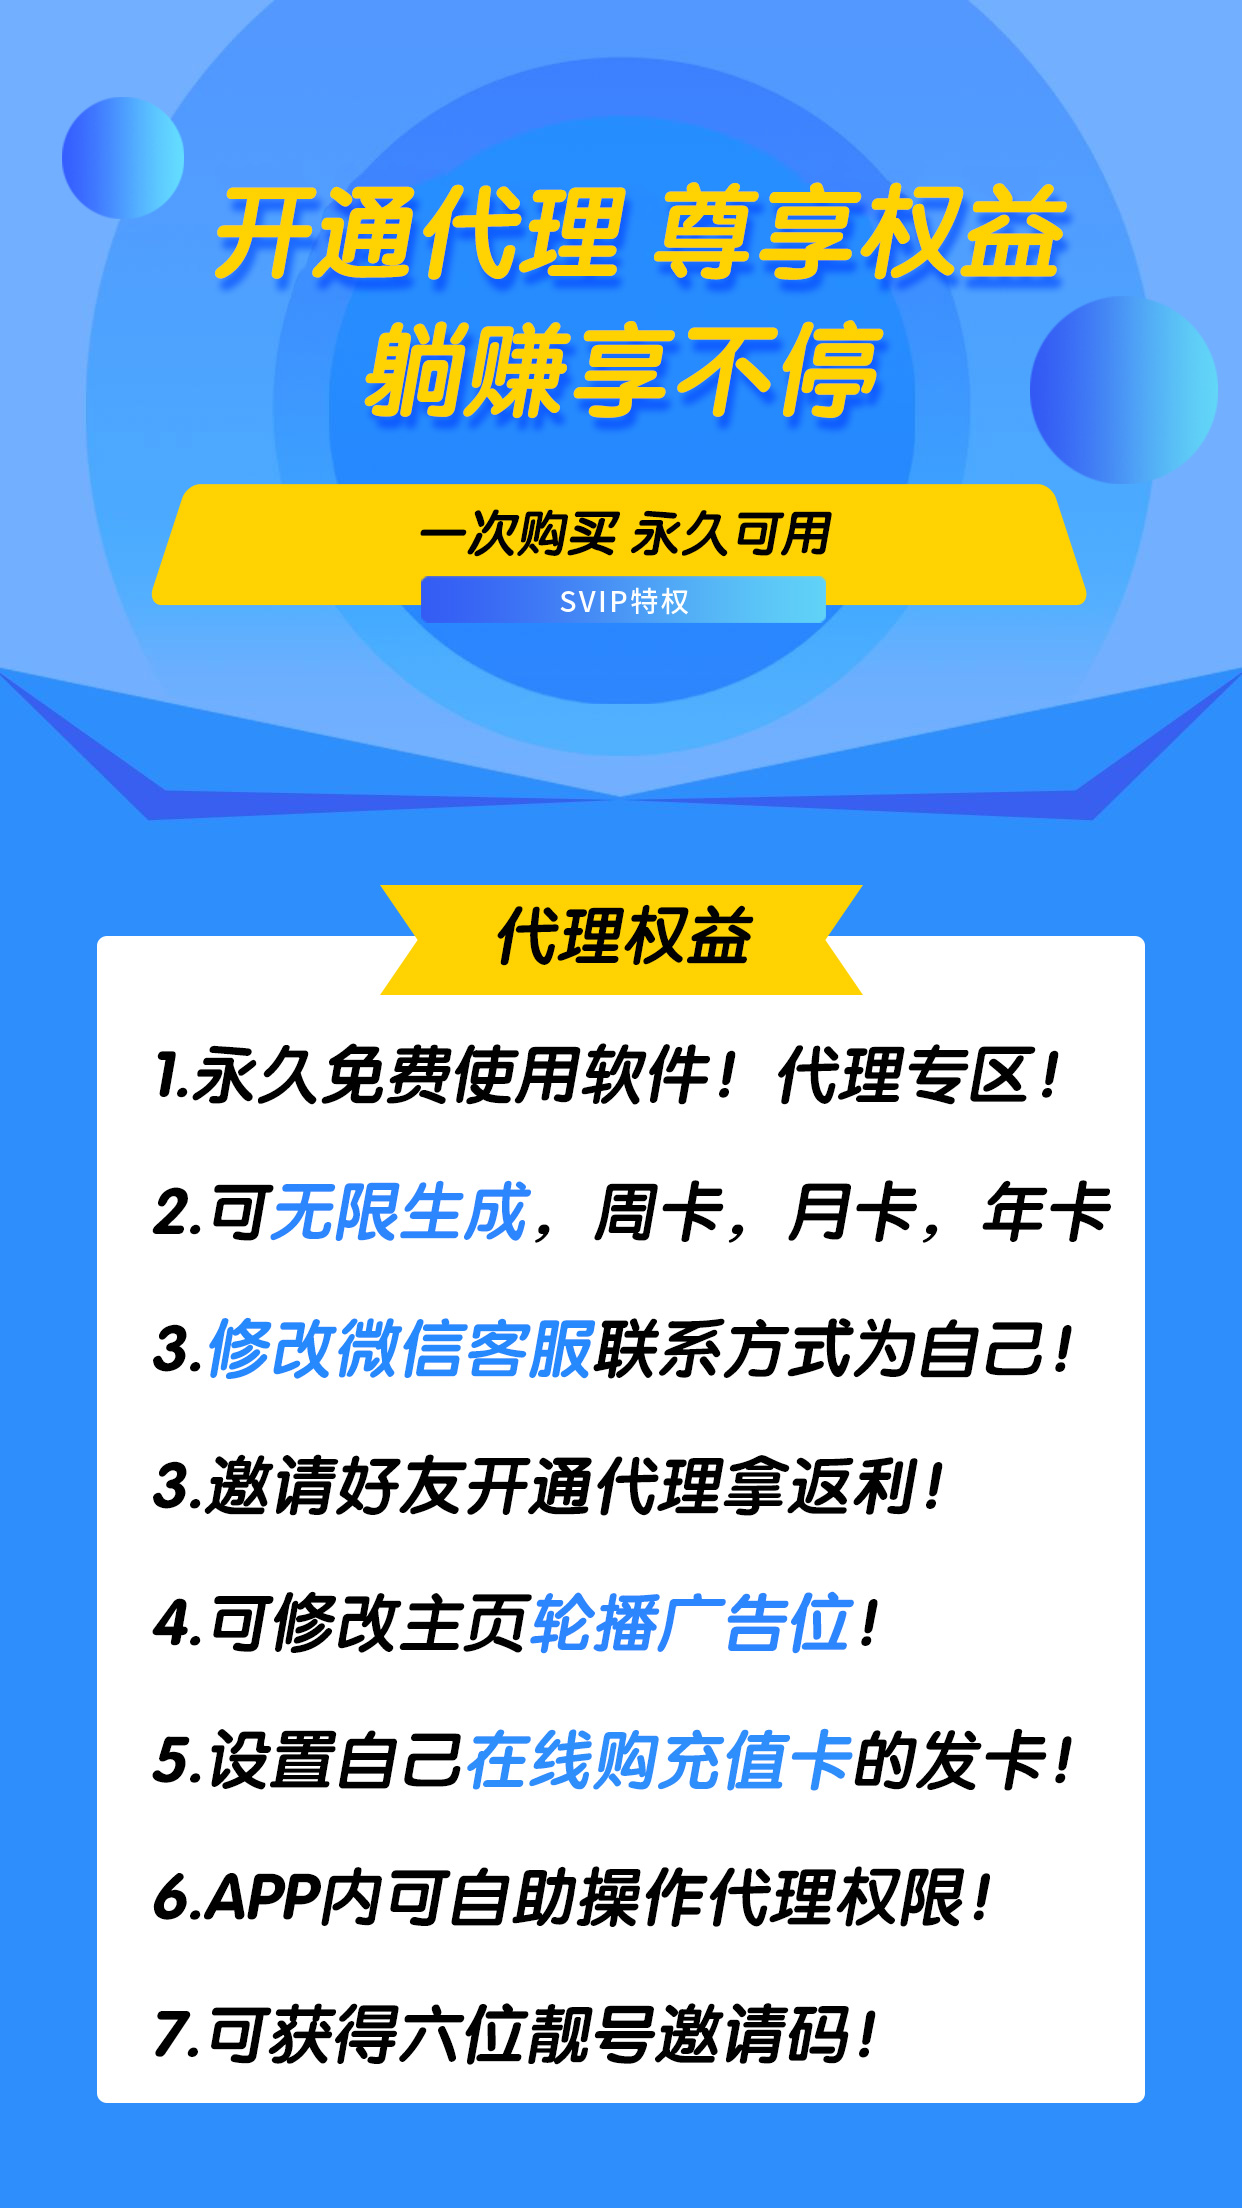 开通代理 尊享权益
躺赚享不停
一次购买 永久可用
SVIP特权
代理权益
1.永久免费使用软件！代理专区！
2.可无限生成，周卡，月卡，年卡
3.修改微信客服联系方式为自己！
3.邀请好友开通代理拿返利！
4.可修改主页轮播广告位！
5.设置自己在线购充值卡的发卡！
6.APP内可自助操作代理权限！
7.可获得六位靓号邀请码！